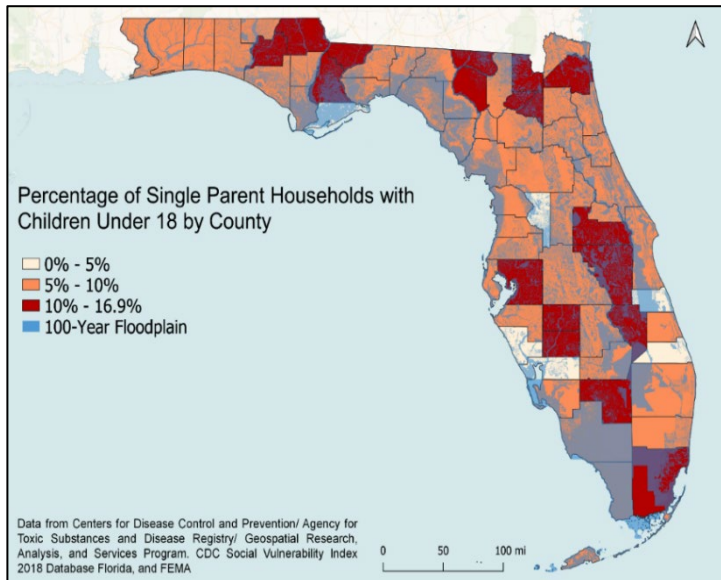 Percentage of Single Parent Households with
Children Under 18 by County
0% - 5%
5% - 10%
10% - 16.9%
100-Year Floodplain
Data from Centers for Disease Control and Prevention/ Agency for
Toxic Substances and Disease Registry/ Geospatial Research,
Analysis, and Services Program. CDC Social Vulnerability Index
2018 Database Florida, and FEMA
0 50 100 mi